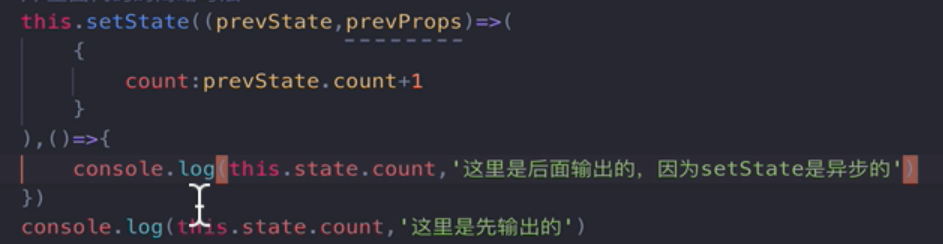 this.setState((prevState,prevProps)=>(
{
count:prevState.count+1
}
),()=>{
console.log(this.state.count,'这里是后面输出的, 因为setState是异步的')
})
console.log(this.state.count,'这里是先输出的')